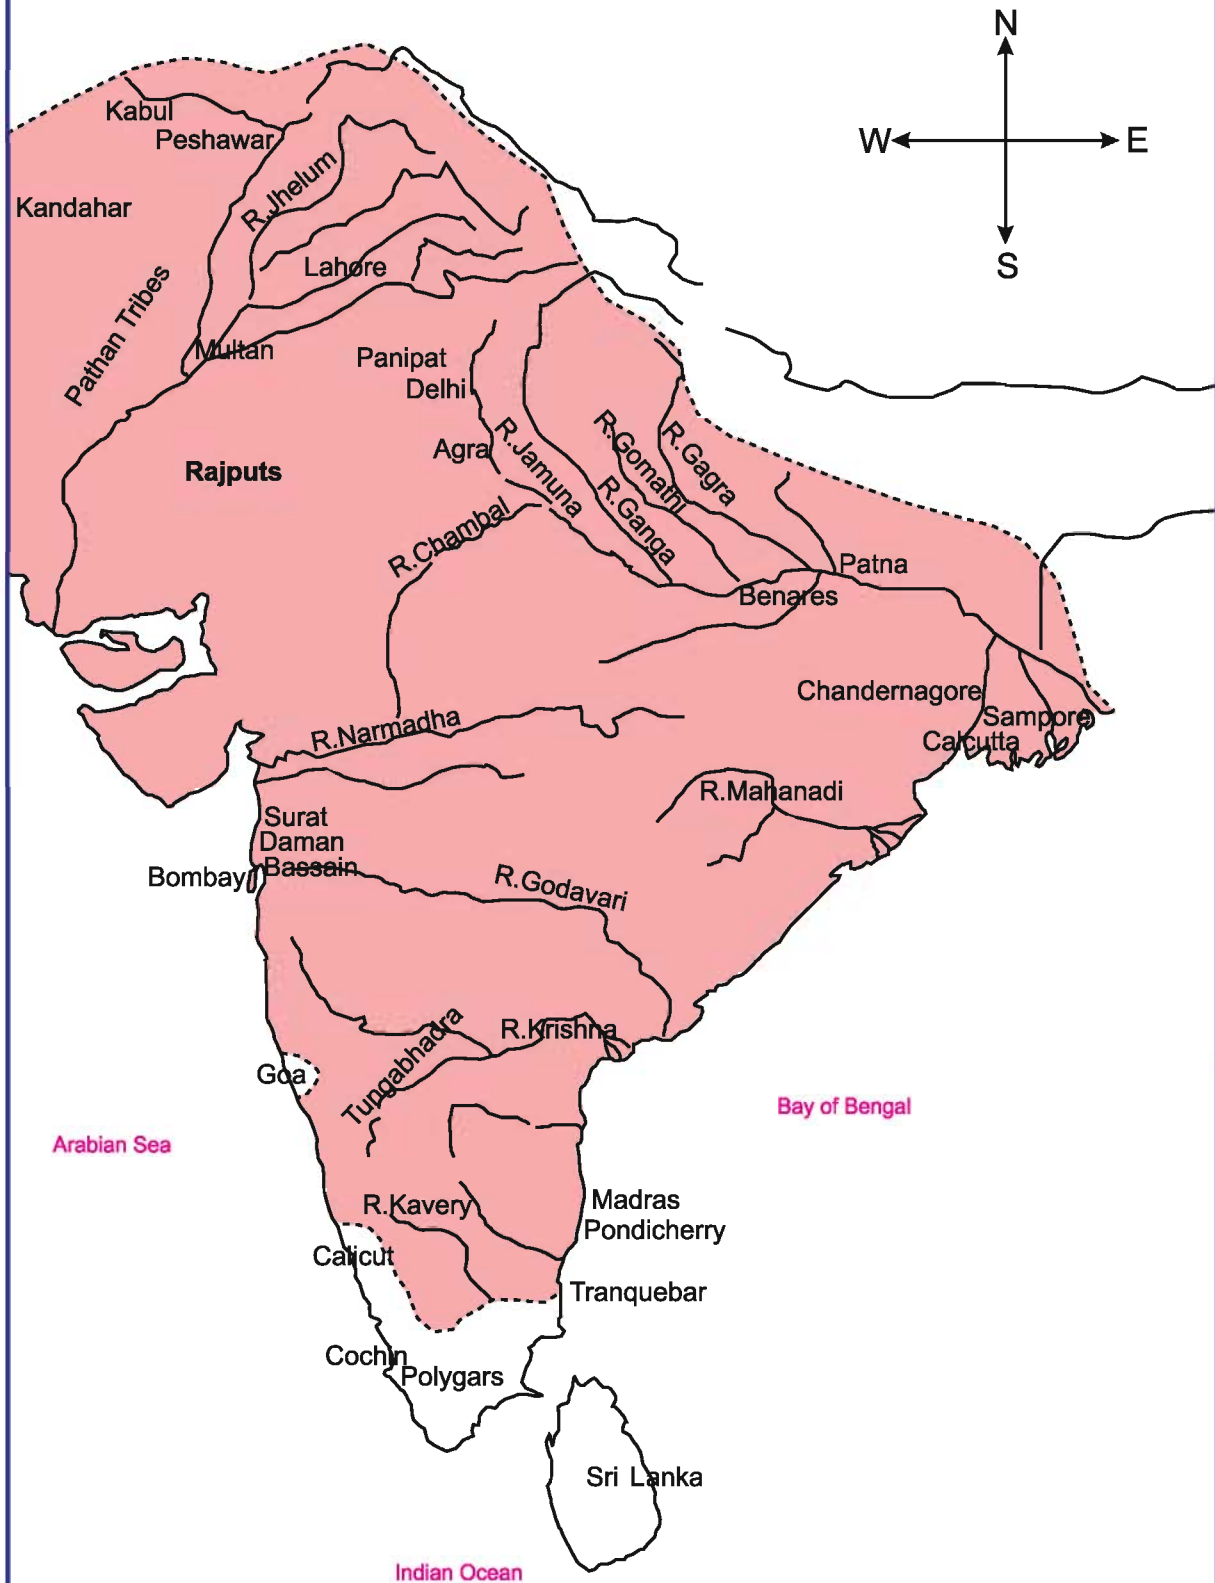 N
W
E
S
Kabul
Peshawar
Kandahar
R.Jhelum
Lahore
Pathan Tribes
Multan
Panipat
Delhi
Agra
R.Jamuna
R.Gomathi
R.Gagra
R.Ganga
Rajputs
R.Chambal
Patna
Benares
Chandernagore
Sampore
Calcutta
R.Narmadha
R.Mahanadi
Surat
Daman
Bassain
Bombay
R.Godavari
R.Krishna
Tungabhadra
Goa
Bay of Bengal
Arabian Sea
R.Kavery
Madras
Pondicherry
Calicut
Tranquebar
Cochin
Polygars
Sri Lanka
Indian Ocean